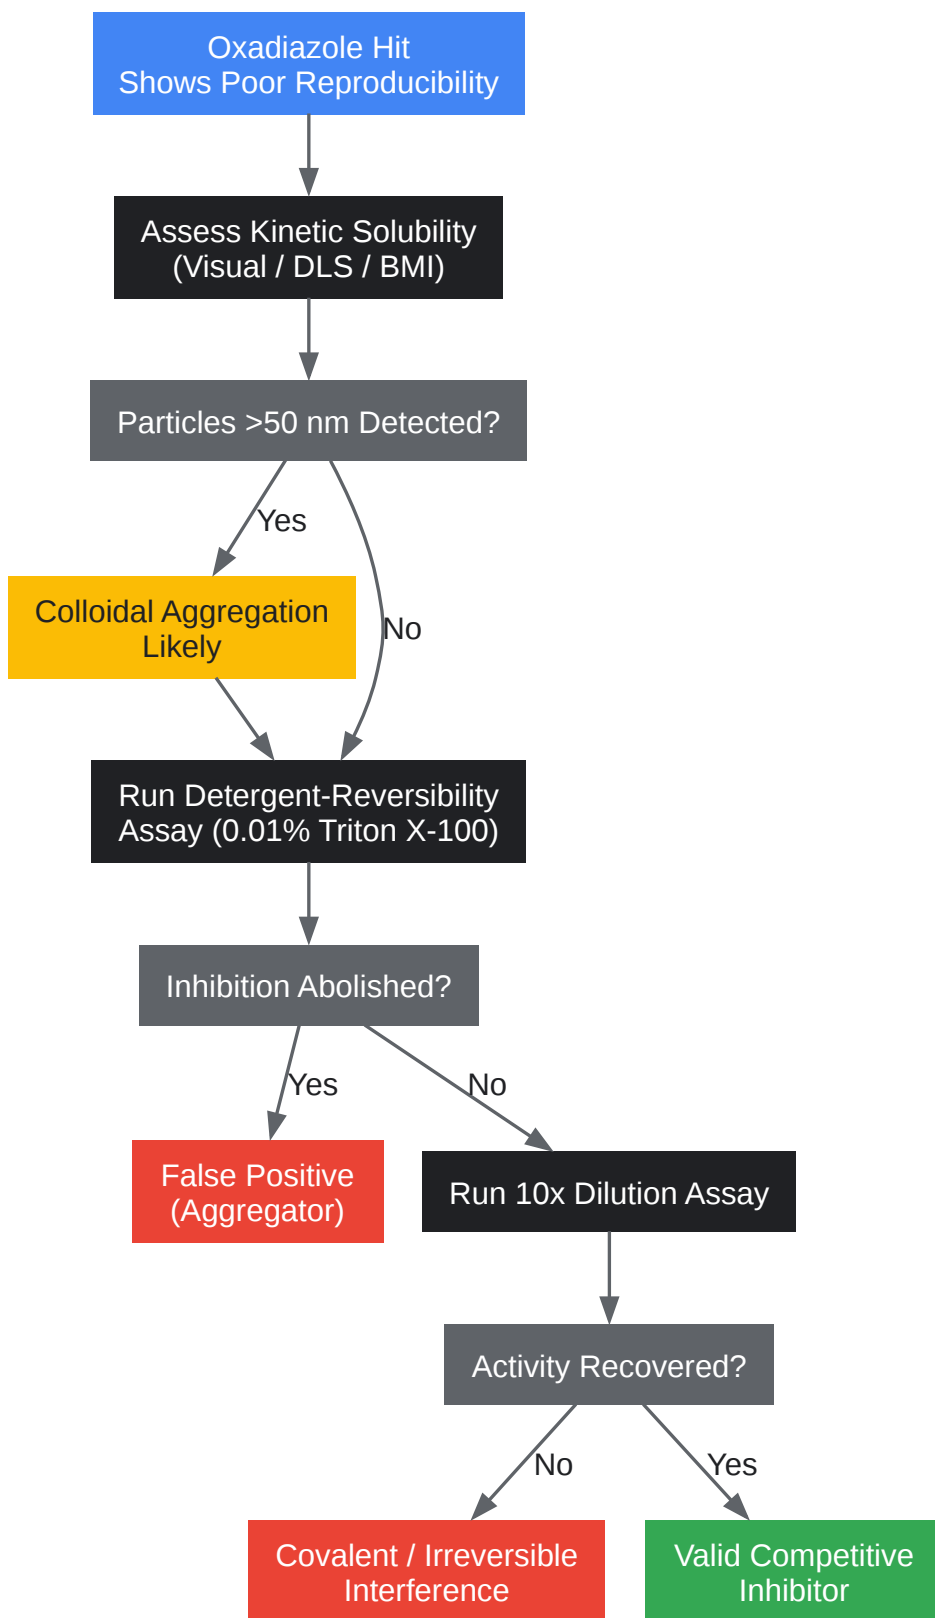 Oxadiazole Hit
Shows Poor Reproducibility
Assess Kinetic Solubility
(Visual / DLS / BMI)
Particles >50 nm Detected?
Yes
Colloidal Aggregation
Likely
No
Run Detergent-Reversibility
Assay (0.01% Triton X-100)
Inhibition Abolished?
Yes
No
False Positive
(Aggregator)
Run 10x Dilution Assay
Activity Recovered?
No
Yes
Covalent / Irreversible
Interference
Valid Competitive
Inhibitor